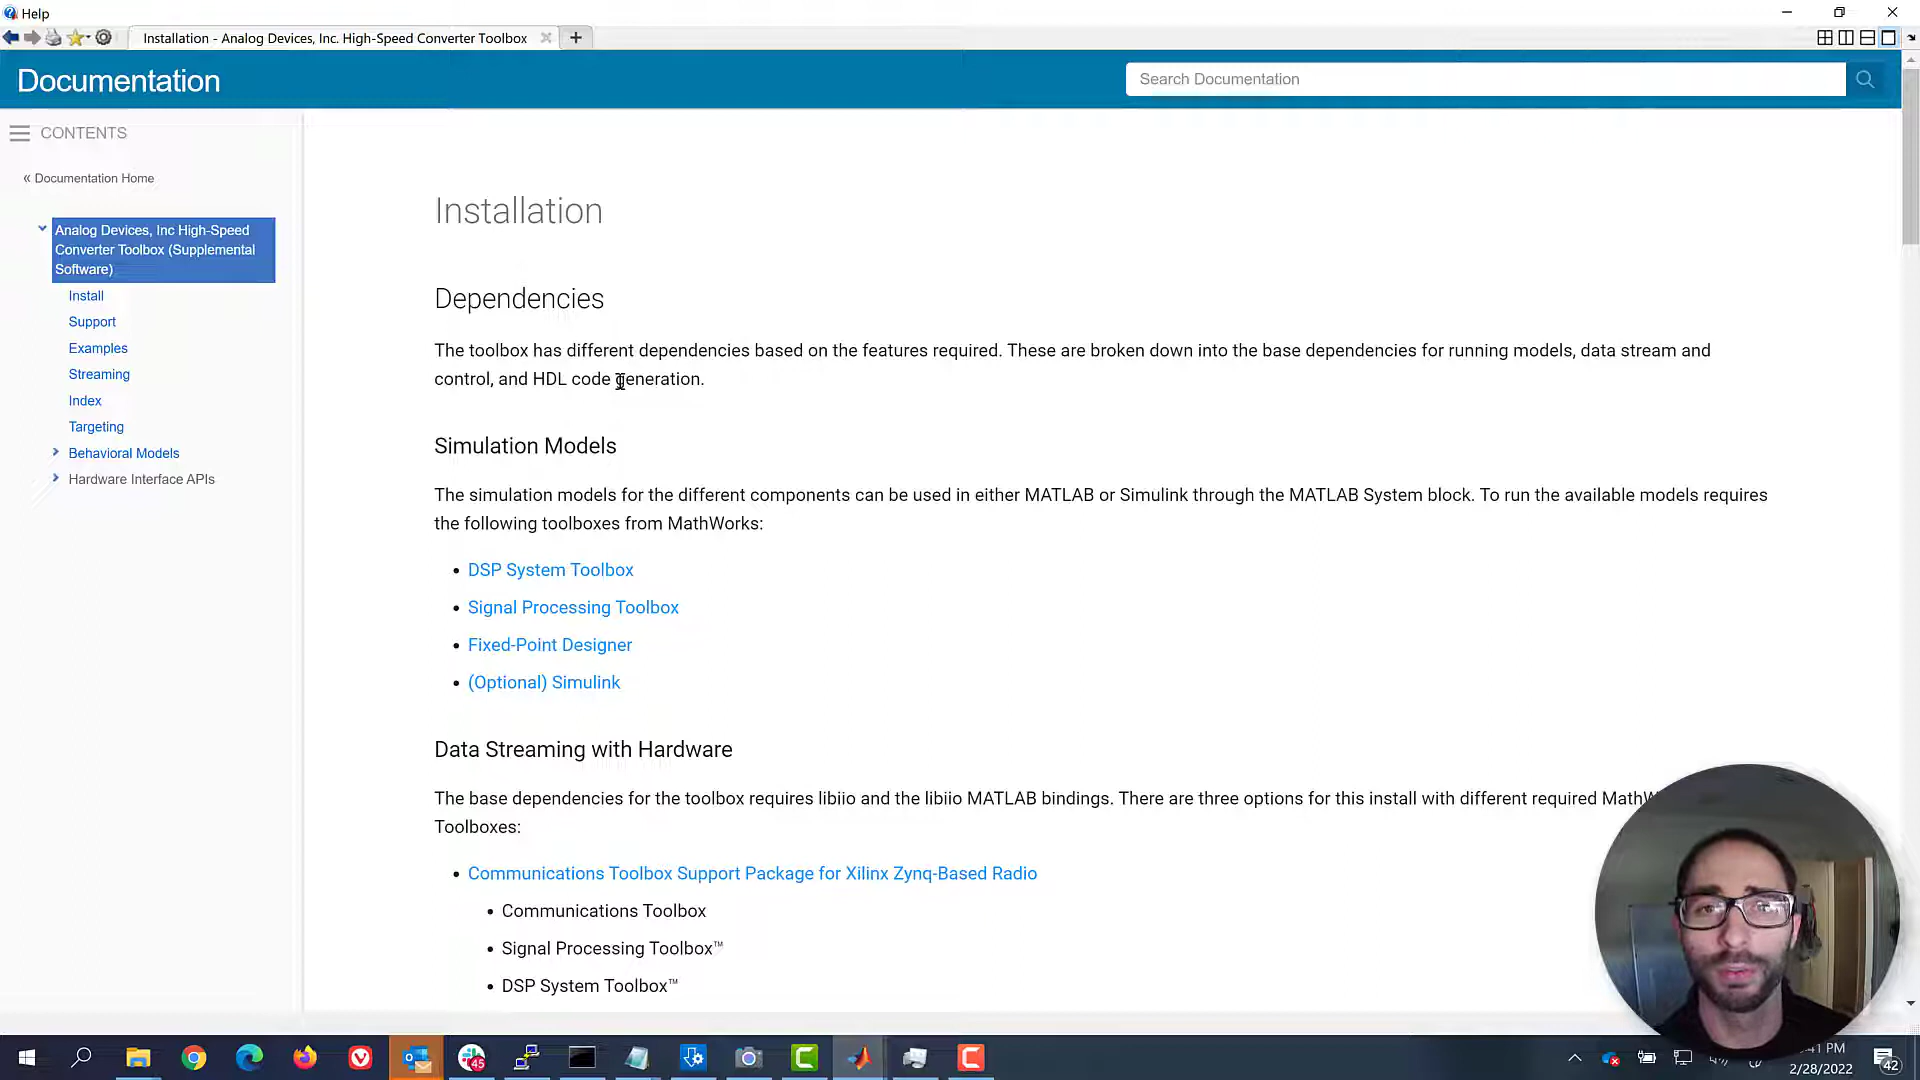 Help
Installation - Analog Devices, Inc. High-Speed Converter Toolbox
Documentation
Search Documentation
CONTENTS
« Documentation Home
Analog Devices, Inc High-Speed
Converter Toolbox (Supplemental
Software)
Install
Support
Examples
Streaming
Index
Targeting
Behavioral Models
Hardware Interface APIs
Installation
Dependencies
The toolbox has different dependencies based on the features required. These are broken down into the base dependencies for running models, data stream and
control, and HDL code generation.
Simulation Models
The simulation models for the different components can be used in either MATLAB or Simulink through the MATLAB System block. To run the available models requires
the following toolboxes from MathWorks:
• DSP System Toolbox
• Signal Processing Toolbox
• Fixed-Point Designer
• (Optional) Simulink
Data Streaming with Hardware
The base dependencies for the toolbox requires libiio and the libiio MATLAB bindings. There are three options for this install with different required
Toolboxes:
• Communications Toolbox Support Package for Xilinx Zynq-Based Radio
• Communications Toolbox
• Signal Processing Toolbox™
• DSP System Toolbox™
45
:41 PM
2/28/2022
42